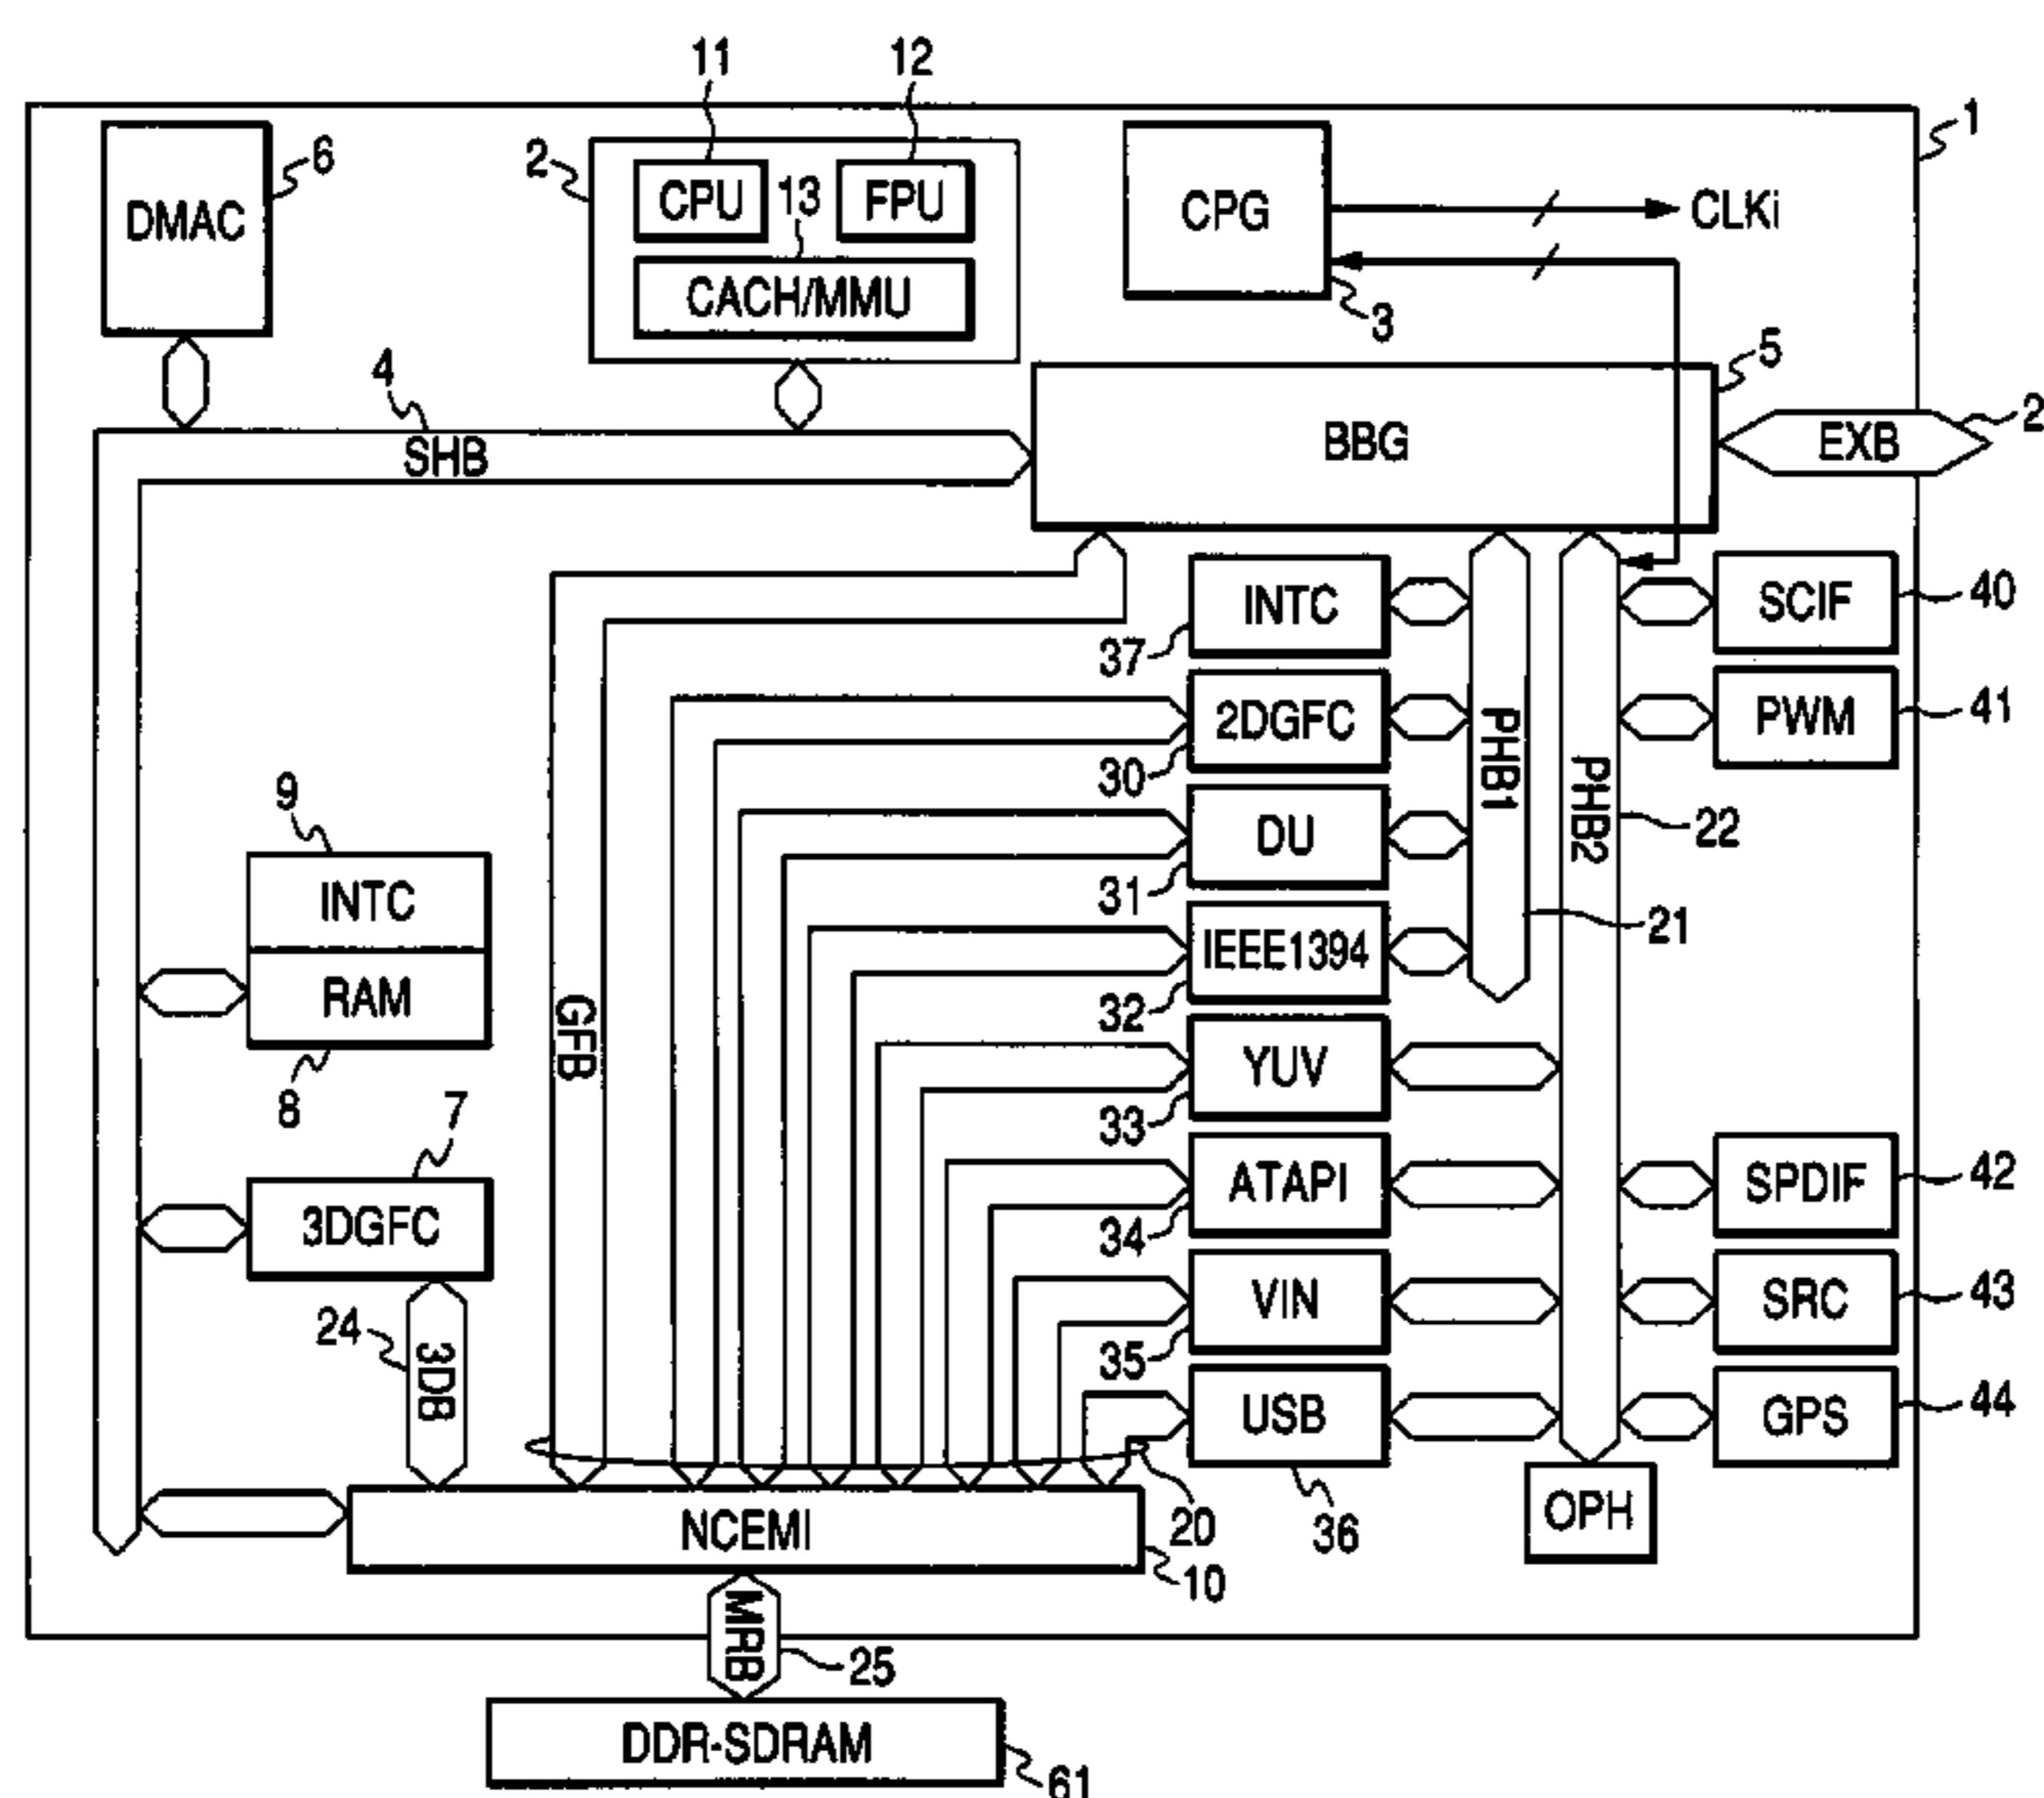 11
12
1
DMAC
6
2
CPU
13
FPU
CACH/MMU
CPG
CLKi
3
5
4
SHB
BBG
EXB
2
INTC
37
SCIF
40
2DGFC
30
PHB1
PWM
41
9
INTC
DU
31
PHB2
22
RAM
8
GFB
IEEE1394
32
21
YUV
33
7
3DGFC
24
3DB
ATAPI
34
SPDIF
42
VIN
35
SRC
43
USB
36
GPS
44
20
NCEMI
10
OPH
MRB
25
DDR-SDRAM
61